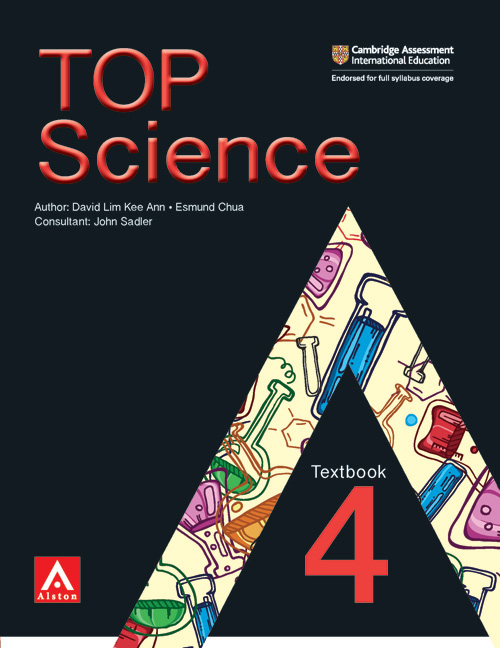 Cambridge Assessment
International Education
Endorsed for full syllabus coverage
TOP
Science
Author: David Lim Kee Ann • Esmund Chua
Consultant: John Sadler
Textbook
4
Alston